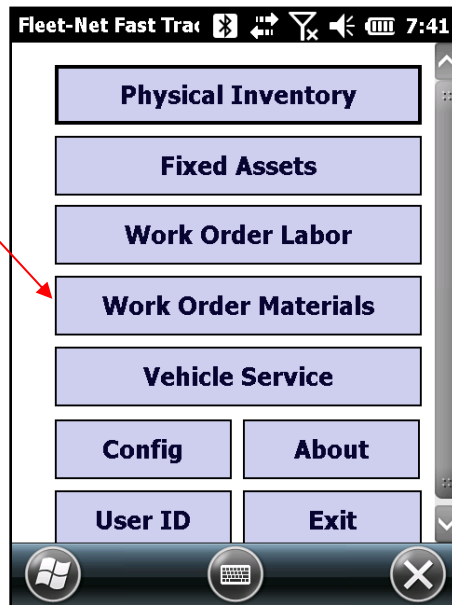 Fleet-Net Fast Trac 7:41
Physical Inventory
Fixed Assets
Work Order Labor
Work Order Materials
Vehicle Service
Config About
User ID Exit